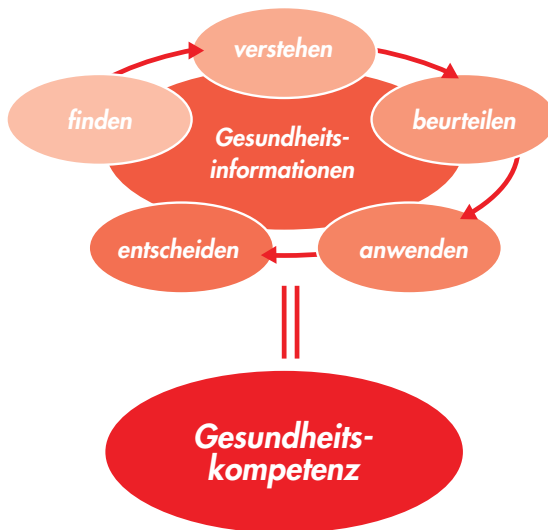 verstehen
finden
beurteilen
Gesundheits-
informationen
entscheiden
anwenden
Gesundheits-
kompetenz